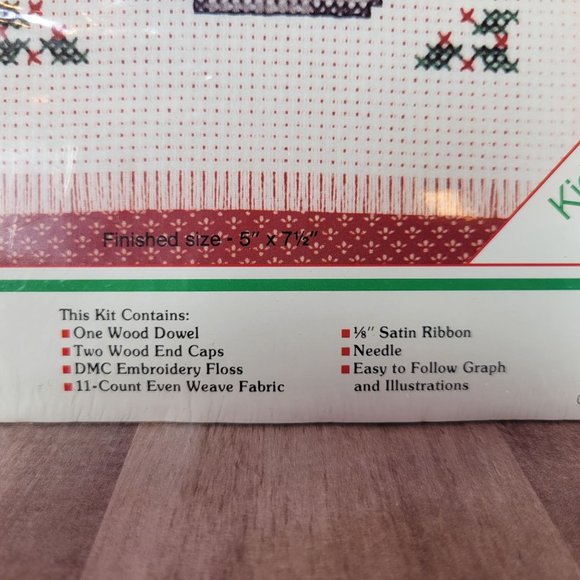 Finished size - 5" x 7½"
This Kit Contains:
■ One Wood Dowel
■ Two Wood End Caps
■ DMC Embroidery Floss
■ 11-Count Even Weave Fabric
■ ⅛" Satin Ribbon
■ Needle
■ Easy to Follow Graph
and Illustrations